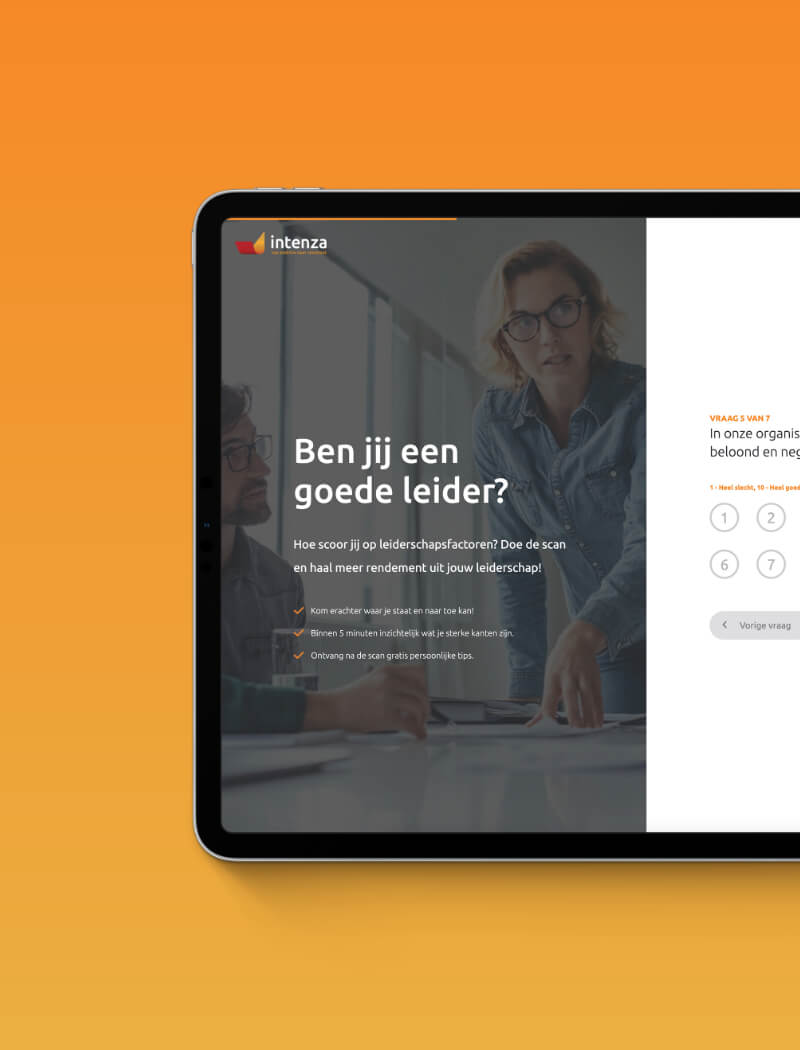 intenza
Ben jij een
goede leider?
Hoe scoor jij op leiderschapsfactoren? Doe de scan
en haal meer rendement uit jouw leiderschap!
Kom erachter waar je staat en naar toe kan!
Binnen 5 minuten inzichtelijk wat je sterke kanten zijn.
Ontvang na de scan gratis persoonlijke tips.
VRAAG 5 VAN 7
In onze organis
beloond en neg
1 - Heel slecht, 10 - Heel goed
1 2
6 7
Vorige vraag